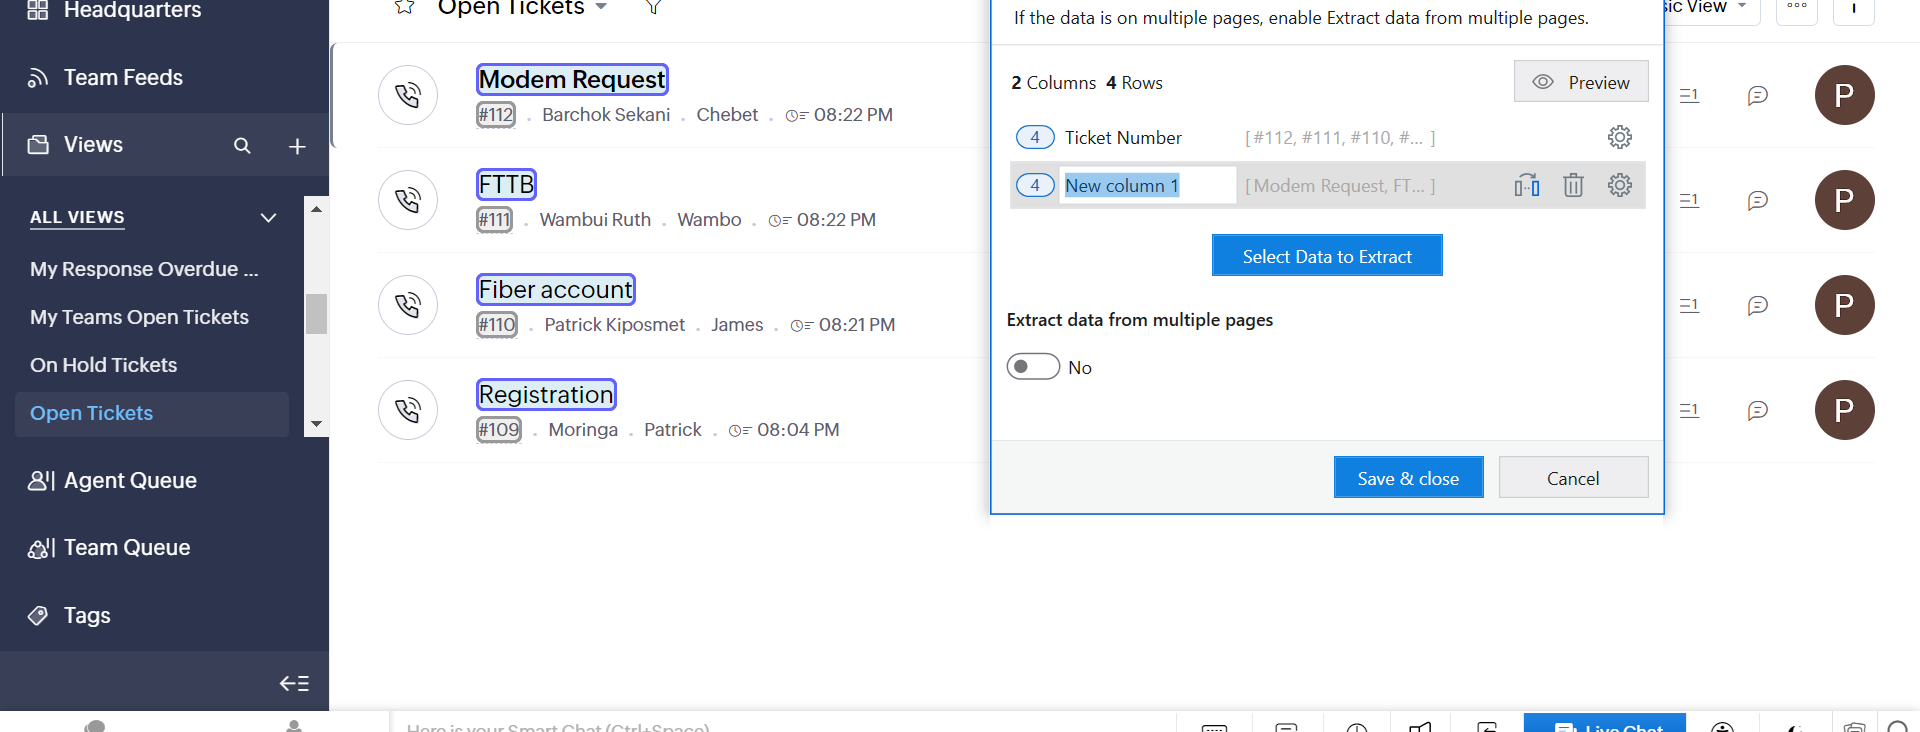 Headquarters
Team Feeds
Views
ALL VIEWS
My Response Overdue ...
My Teams Open Tickets
On Hold Tickets
Open Tickets
Agent Queue
Team Queue
Tags
Open Tickets
Modem Request
#112 . Barchok Sekani . Chebet . 08:22 PM
FTTB
#111 . Wambui Ruth . Wambo . 08:22 PM
Fiber account
#110 . Patrick Kiposmet . James . 08:21 PM
Registration
#109 . Moringa . Patrick . 08:04 PM
If the data is on multiple pages, enable Extract data from multiple pages.
2 Columns 4 Rows
Preview
4 Ticket Number [ #112, #111, #110, #... ]
4 New column 1 [ Modem Request, FT... ]
Select Data to Extract
Extract data from multiple pages
No
Save & close
Cancel
View
1
P
1
P
1
P
1
P
Here is your Smart Chat (Ctrl+Space)
Live Chat